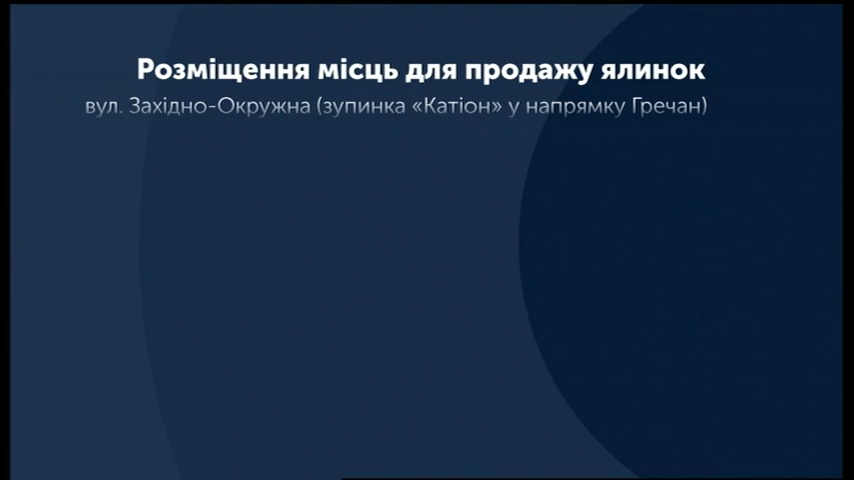 Розміщення місць для продажу ялинок
вул. Західно-Окружна (зупинка «Катіон» у напрямку Гречан)